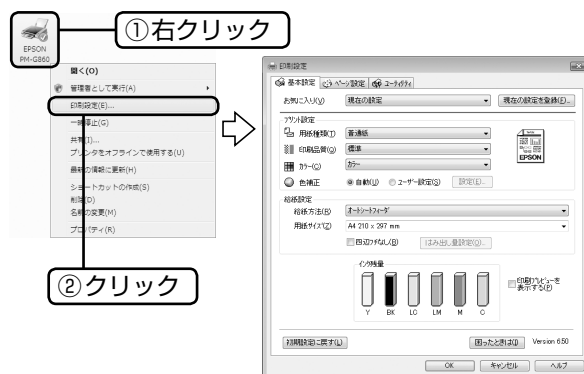 ①右クリック
EPSON
PM-G860
開く(O)
管理者として実行(A)
印刷設定(E)...
一時停止(G)
共有(I)...
プリンタをオフラインで使用する(U)
最新の情報に更新(H)
ショートカットの作成(S)
削除(D)
名前の変更(M)
プロパティ(R)
②クリック
印刷設定
基本設定 ページ設定 ユーティリティ
お気に入り(V) 現在の設定 現在の設定を登録(E)...
プリント設定
用紙種類(T) 普通紙
印刷品質(Q) 標準
カラー(C) カラー
色補正 自動(U) ユーザー設定(S) 設定(E)...
EPSON
給紙設定
給紙方法(R) オートシートフィーダ
用紙サイズ(Z) A4 210 x 297 mm
四辺フチなし(B) はみ出し量設定(O)...
インク残量
Y BK LC LM M C
印刷プレビューを
表示する(P)
初期設定に戻す(L) 困ったときは(I) Version 6.50
OK キャンセル ヘルプ